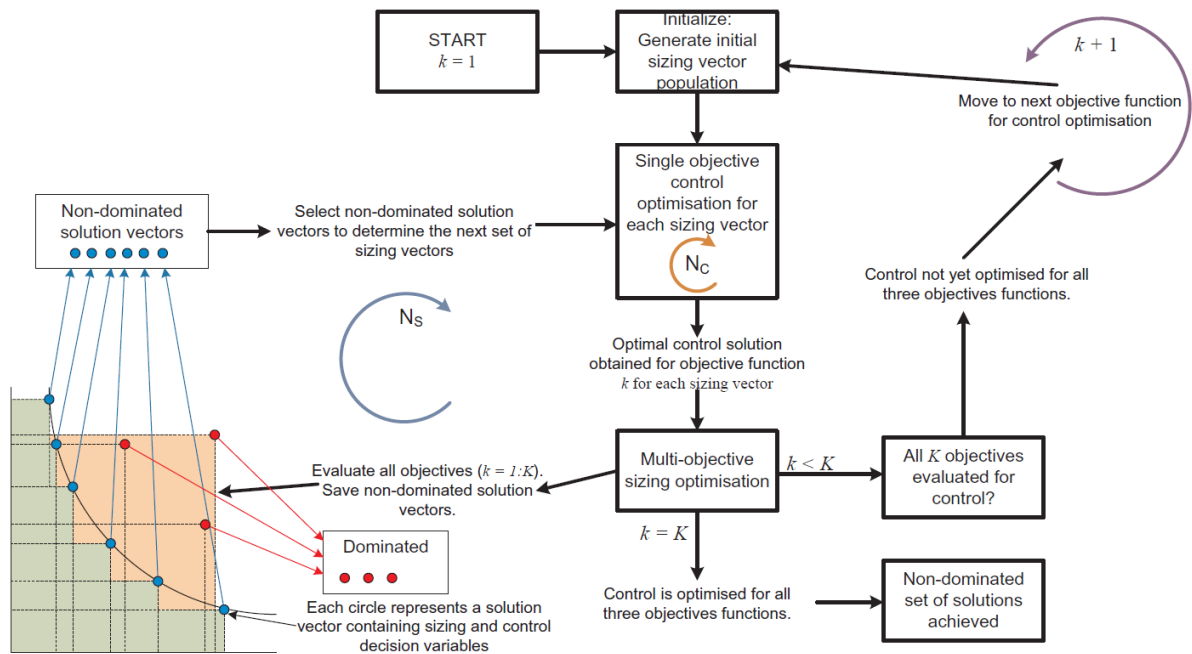 START
k = 1
Initialize:
Generate initial
sizing vector
population
k + 1
Move to next objective function
for control optimisation
Single objective
control
optimisation for
each sizing vector
N_C
Non-dominated
solution vectors
Select non-dominated solution
vectors to determine the next set of
sizing vectors
N_S
Control not yet optimised for all
three objectives functions.
Optimal control solution
obtained for objective function
k for each sizing vector
Multi-objective
sizing optimisation
k < K
All K objectives
evaluated for
control?
Evaluate all objectives (k = 1:K).
Save non-dominated solution
vectors.
k = K
Dominated
Each circle represents a solution
vector containing sizing and control
decision variables
Control is optimised for all
three objectives functions.
Non-dominated
set of solutions
achieved